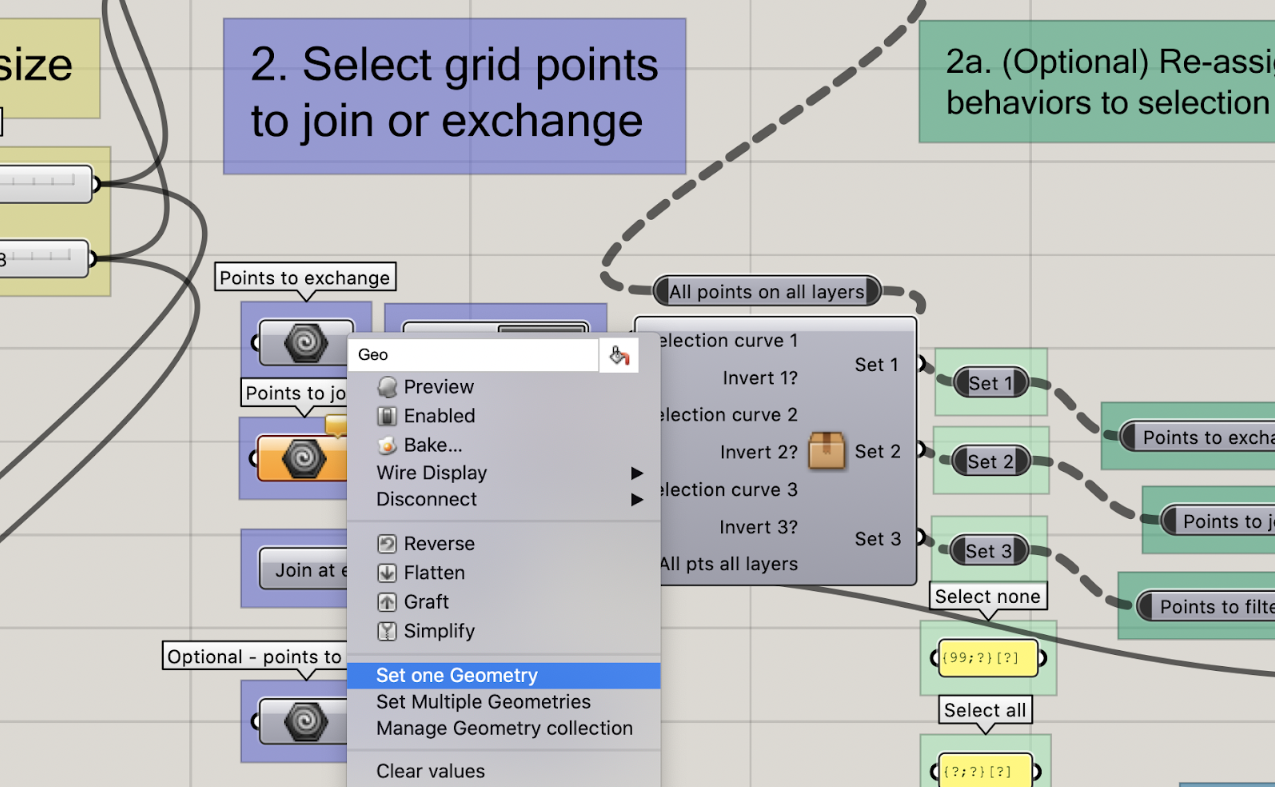 size
2. Select grid points
to join or exchange
2a. (Optional) Re-assi
behaviors to selection
8
Points to exchange
All points on all layers
Geo
Preview
Enabled
Bake...
Wire Display
Disconnect
Reverse
Flatten
Graft
Simplify
Set one Geometry
Set Multiple Geometries
Manage Geometry collection
Clear values
Points to jo
Join at e
Optional - points to
election curve 1
Invert 1?
election curve 2
Invert 2?
election curve 3
Invert 3?
All pts all layers
Set 1
Set 2
Set 3
Set 1
Set 2
Set 3
Points to excha
Points to j
Points to filte
Select none
{99;?}[?]
Select all
{?;?}[?]